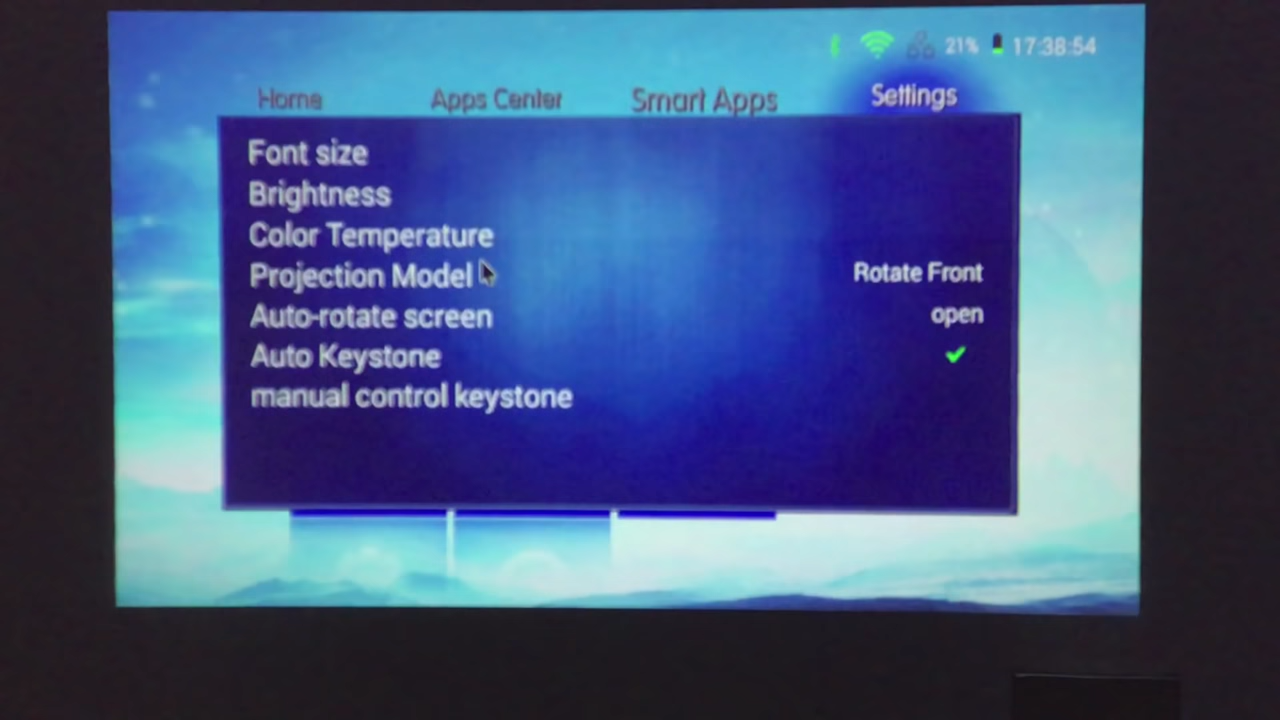 21% 17:38:54
Home Apps Center Smart Apps Settings
Font size
Brightness
Color Temperature
Projection Model Rotate Front
Auto-rotate screen open
Auto Keystone
manual control keystone